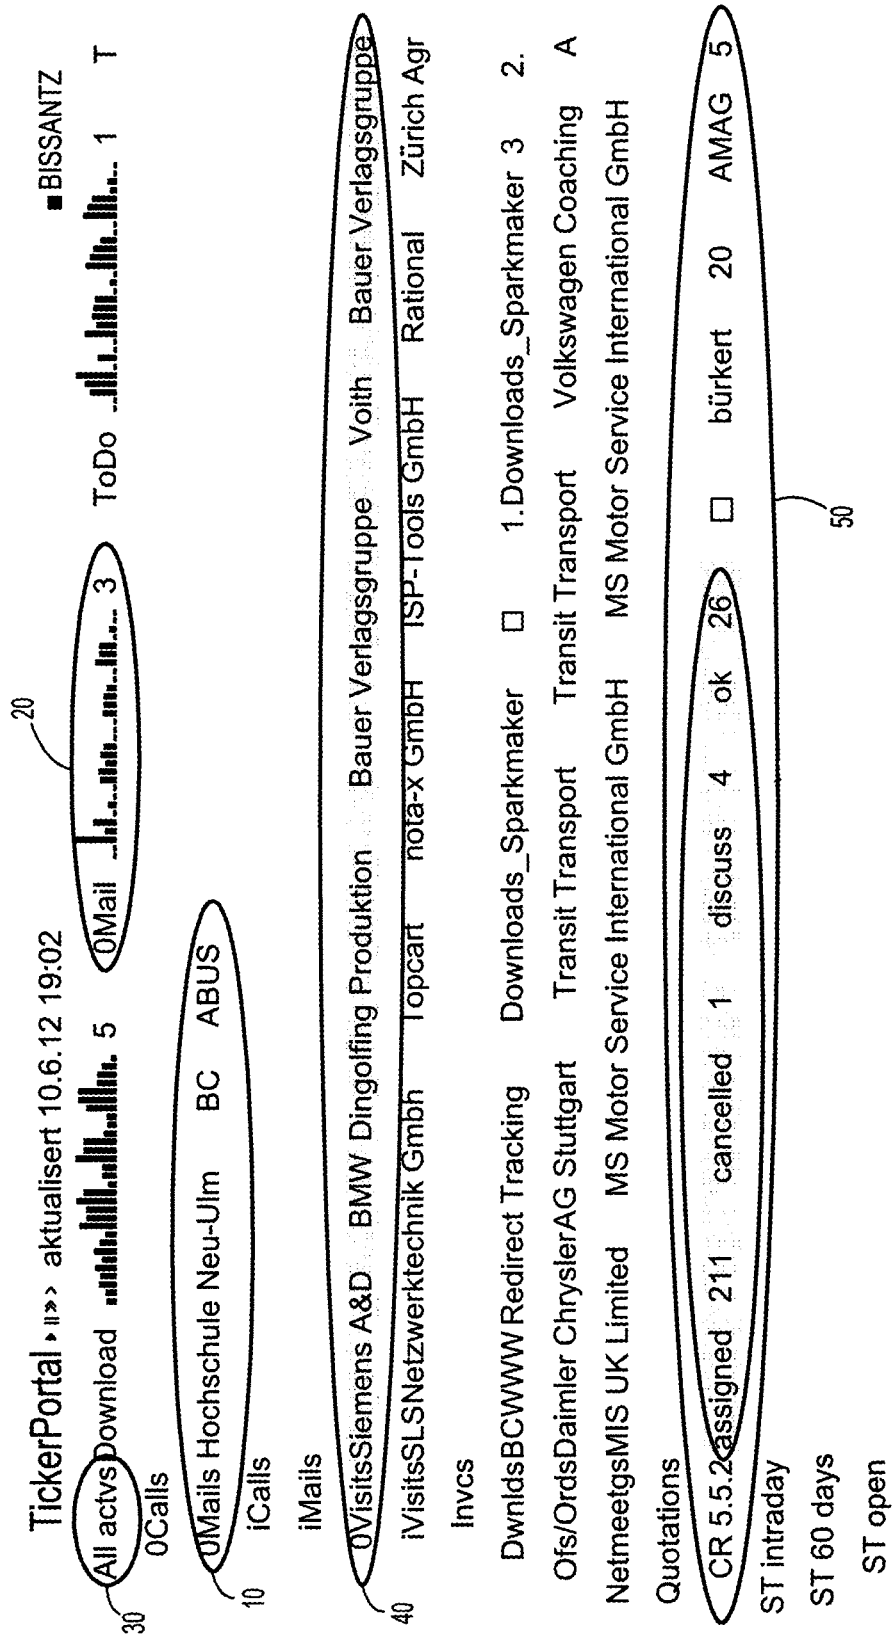 ■ BISSANTZ
TickerPortal ▸॥»> aktualisert 10.6.12 19:02
20
All actvs Download 5 0Mail 3 ToDo 1 T
30
0Calls
0Mails Hochschule Neu-Ulm BC ABUS
10
iCalls
iMails
0VisitsSiemens A&D BMW Dingolfing Produktion Bauer Verlagsgruppe Voith Bauer Verlagsgruppe
40
iVisitsSLSNetzwerktechnik Gmbh Topcart nota-x GmbH ISP-Tools GmbH Rational Zürich Agr
Invcs
DwnldsBCWWW Redirect Tracking Downloads_Sparkmaker □ 1.Downloads_Sparkmaker 3 2.
Ofs/OrdsDaimler ChryslerAG Stuttgart Transit Transport Transit Transport Volkswagen Coaching A
NetmeetgsMIS UK Limited MS Motor Service International GmbH MS Motor Service International GmbH
Quotations
CR 5.5.2assigned 211 cancelled 1 discuss 4 ok 26 □ bürkert 20 AMAG 5
50
ST intraday
ST 60 days
ST open